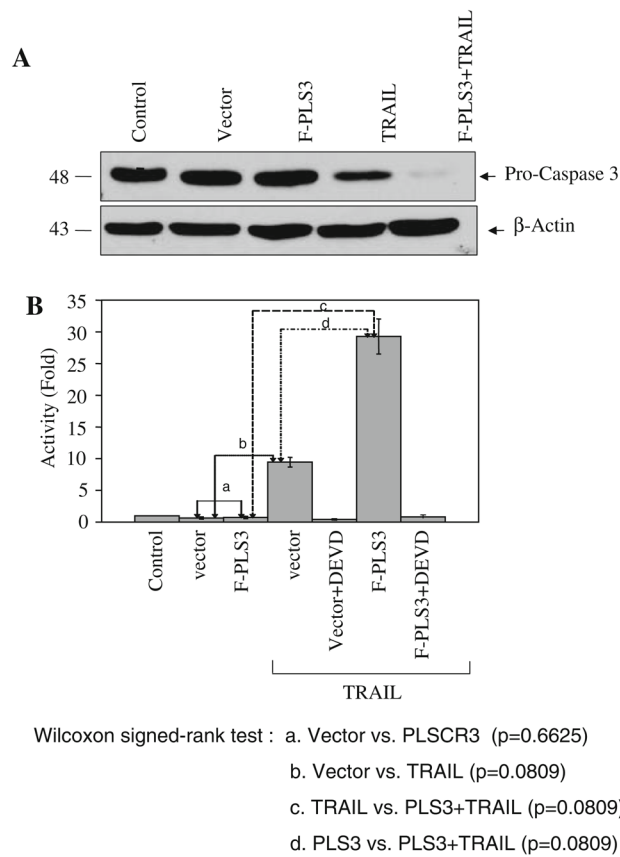 A
Control
Vector
F-PLS3
TRAIL
F-PLS3+TRAIL
48
Pro-Caspase 3
43
β-Actin
B
Activity (Fold)
35
30
25
20
15
10
5
0
c
d
b
a
Control
vector
F-PLS3
vector
Vector+DEVD
F-PLS3
F-PLS3+DEVD
TRAIL
Wilcoxon signed-rank test : a. Vector vs. PLSCR3 (p=0.6625)
b. Vector vs. TRAIL (p=0.0809)
c. TRAIL vs. PLS3+TRAIL (p=0.0809)
d. PLS3 vs. PLS3+TRAIL (p=0.0809)